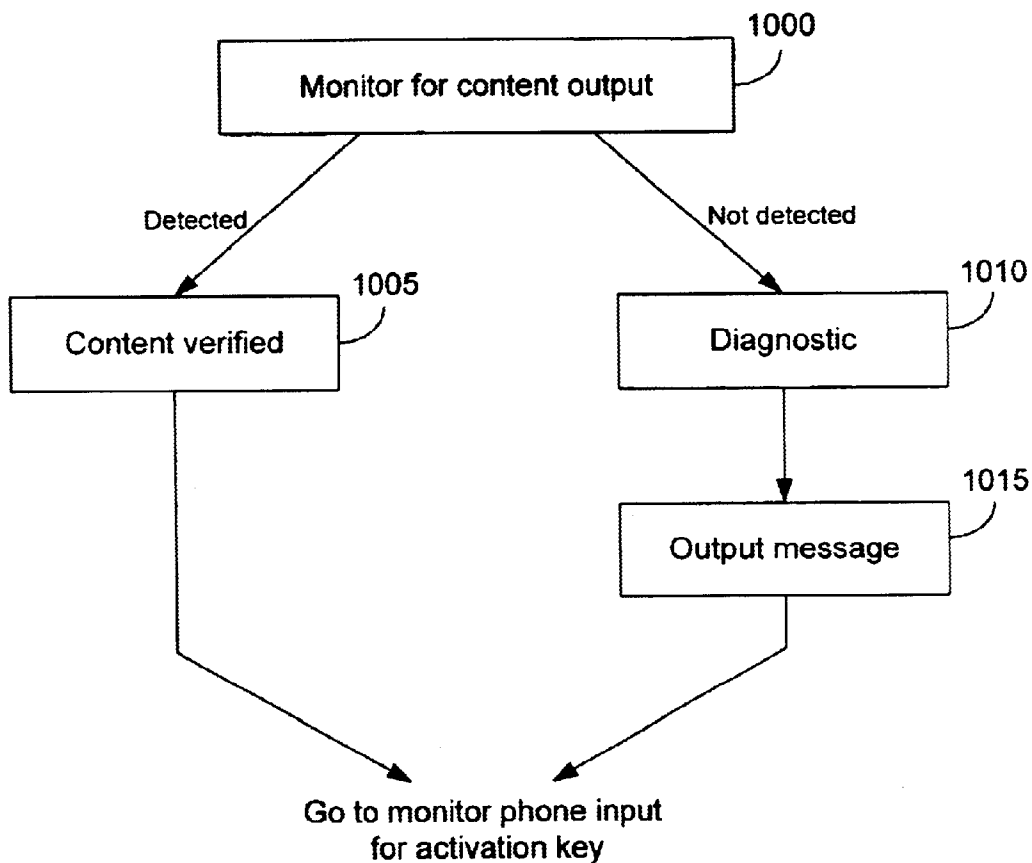 1000
Monitor for content output
Detected
Not detected
1005
1010
Content verified
Diagnostic
1015
Output message
Go to monitor phone input
for activation key